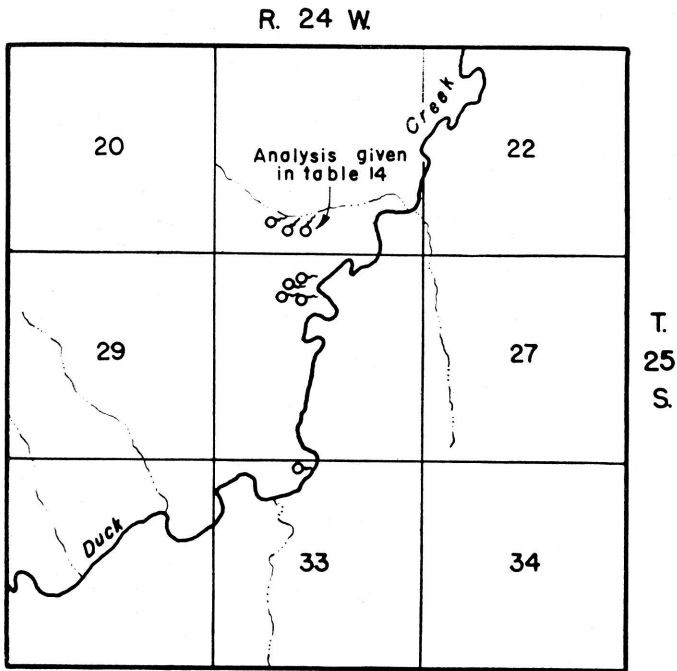 R. 24 W.
Creek
20
Analysis given
in table 14
22
29
27
T.
25
S.
Duck
33
34